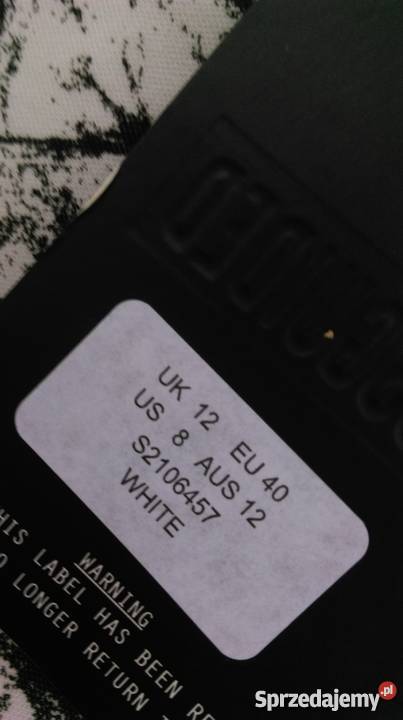 UK 12 EU 40
US 8 AUS 12
S2106457
WHITE
WARNING
HIS LABEL HAS BEEN RE
O LONGER RETURN
Sprzedajemy.pl